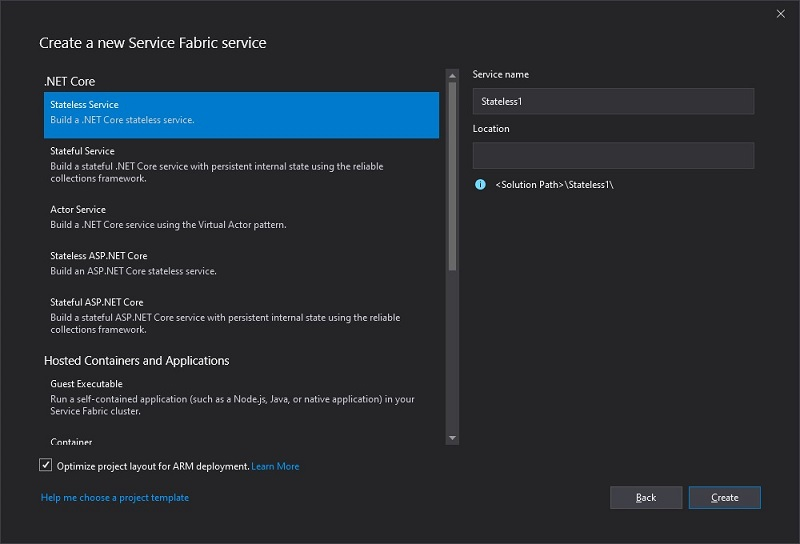 Create a new Service Fabric service
.NET Core
Stateless Service
Build a .NET Core stateless service.
Stateful Service
Build a stateful .NET Core service with persistent internal state using the reliable
collections framework.
Actor Service
Build a .NET Core service using the Virtual Actor pattern.
Stateless ASP.NET Core
Build an ASP.NET Core stateless service.
Stateful ASP.NET Core
Build a stateful ASP.NET Core service with persistent internal state using the reliable
collections framework.
Hosted Containers and Applications
Guest Executable
Run a self-contained application (such as a Node.js, Java, or native application) in your
Service Fabric cluster.
Container
Service name
Stateless1
Location
<Solution Path>\Stateless1\
Optimize project layout for ARM deployment. Learn More
Help me choose a project template
Back
Create